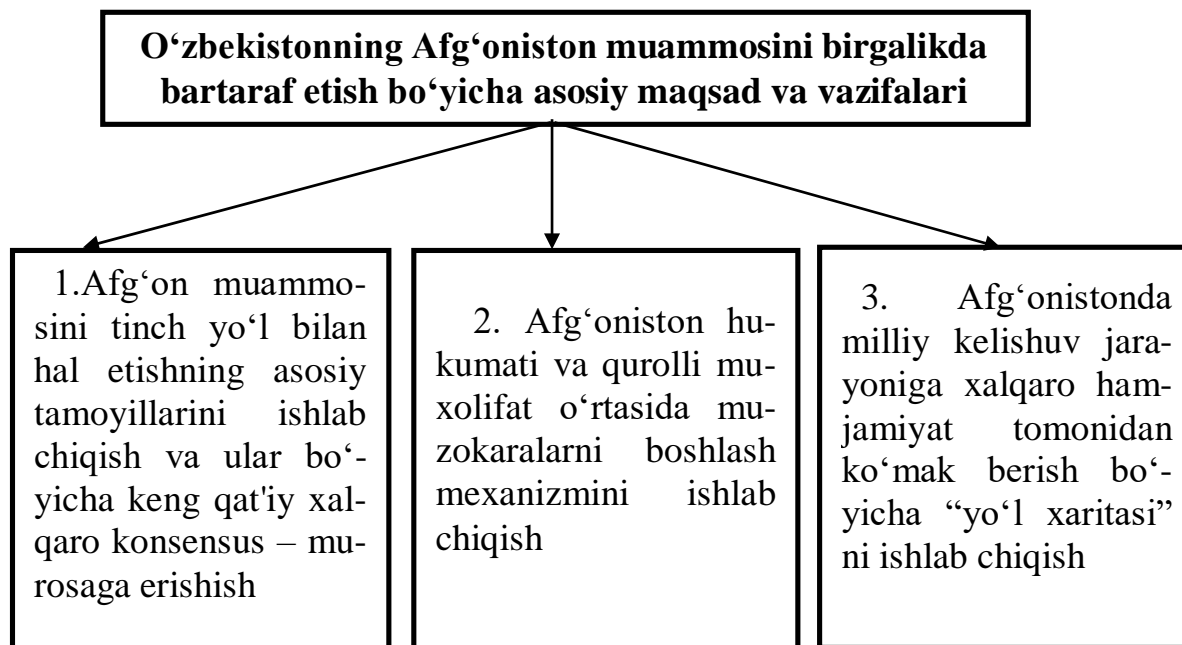 O‘zbekistonning Afg‘oniston muammosini birgalikda
bartaraf etish bo‘yicha asosiy maqsad va vazifalari
1.Afg‘on muammo-
sini tinch yo‘l bilan
hal etishning asosiy
tamoyillarini ishlab
chiqish va ular bo‘-
yicha keng qat'iy xal-
qaro konsensus – mu-
rosaga erishish
2. Afg‘oniston hu-
kumati va qurolli mu-
xolifat o‘rtasida mu-
zokaralarni boshlash
mexanizmini ishlab
chiqish
3. Afg‘onistonda
milliy kelishuv jara-
yoniga xalqaro ham-
jamiyat tomonidan
ko‘mak berish bo‘-
yicha “yo‘l xaritasi”
ni ishlab chiqish